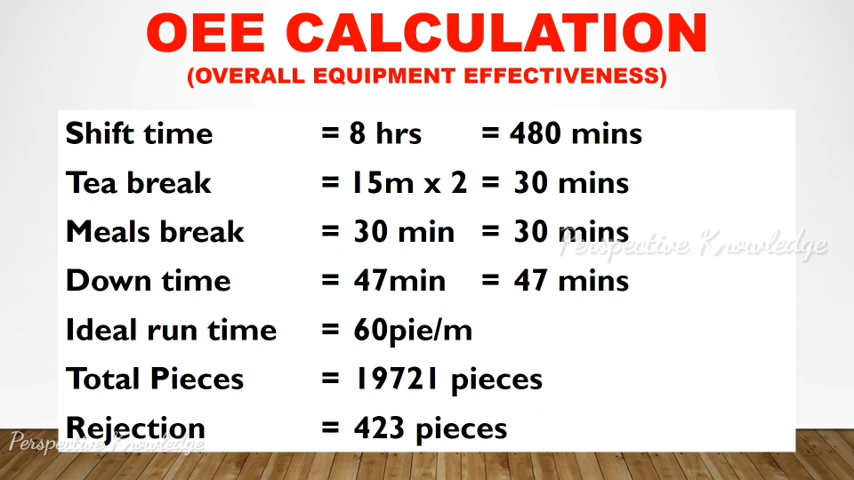 OEE CALCULATION
(OVERALL EQUIPMENT EFFECTIVENESS)
Shift time = 8 hrs = 480 mins
Tea break = 15m x 2 = 30 mins
Meals break = 30 min = 30 mins
Perspective Knowledge
Down time = 47min = 47 mins
Ideal run time = 60pie/m
Total Pieces = 19721 pieces
Rejection = 423 pieces
Perspective Knowledge